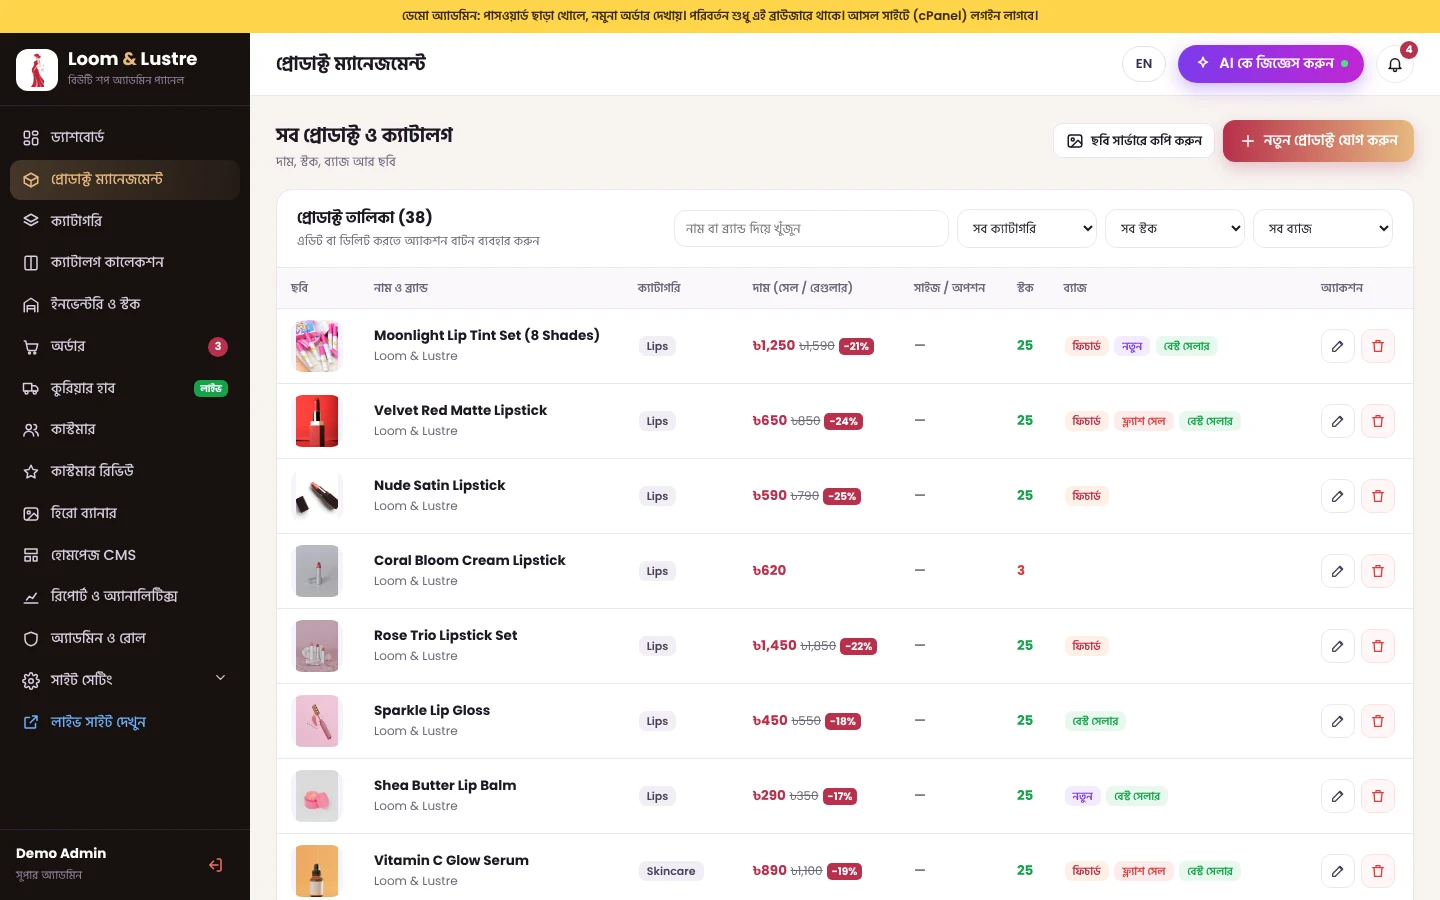 ডেমো অ্যাডমিন: পাসওয়ার্ড ছাড়া খোলে, নমুনা অর্ডার দেখায়। পরিবর্তন শুধু এই ব্রাউজারে থাকে। আসল সাইটে (cPanel) লগইন লাগবে।
Loom & Lustre
বিউটি শপ অ্যাডমিন প্যানেল
ড্যাশবোর্ড
প্রোডাক্ট ম্যানেজমেন্ট
ক্যাটাগরি
ক্যাটালগ কালেকশন
ইনভেন্টরি ও স্টক
অর্ডার 3
কুরিয়ার হাব লাইভ
কাস্টমার
কাস্টমার রিভিউ
হিরো ব্যানার
হোমপেজ CMS
রিপোর্ট ও অ্যানালিটিক্স
অ্যাডমিন ও রোল
সাইট সেটিং
লাইভ সাইট দেখুন
Demo Admin
সুপার অ্যাডমিন
প্রোডাক্ট ম্যানেজমেন্ট
EN
AI কে জিজ্ঞেস করুন
4
সব প্রোডাক্ট ও ক্যাটালগ
দাম, স্টক, ব্যাজ আর ছবি
ছবি সার্ভারে কপি করুন
নতুন প্রোডাক্ট যোগ করুন
প্রোডাক্ট তালিকা (38)
এডিট বা ডিলিট করতে অ্যাকশন বাটন ব্যবহার করুন
নাম বা ব্র্যান্ড দিয়ে খুঁজুন
সব ক্যাটাগরি
সব স্টক
সব ব্যাজ
ছবি নাম ও ব্র্যান্ড ক্যাটাগরি দাম (সেল / রেগুলার) সাইজ / অপশন স্টক ব্যাজ অ্যাকশন
Moonlight Lip Tint Set (8 Shades)
Loom & Lustre
Lips ৳1,250 ৳1,590 -21% — 25 ফিচার্ড নতুন বেস্ট সেলার
Velvet Red Matte Lipstick
Loom & Lustre
Lips ৳650 ৳850 -24% — 25 ফিচার্ড ফ্ল্যাশ সেল বেস্ট সেলার
Nude Satin Lipstick
Loom & Lustre
Lips ৳590 ৳790 -25% — 25 ফিচার্ড
Coral Bloom Cream Lipstick
Loom & Lustre
Lips ৳620 — 3
Rose Trio Lipstick Set
Loom & Lustre
Lips ৳1,450 ৳1,850 -22% — 25 ফিচার্ড
Sparkle Lip Gloss
Loom & Lustre
Lips ৳450 ৳550 -18% — 25 বেস্ট সেলার
Shea Butter Lip Balm
Loom & Lustre
Lips ৳290 ৳350 -17% — 25 নতুন বেস্ট সেলার
Vitamin C Glow Serum
Loom & Lustre
Skincare ৳890 ৳1,100 -19% — 25 ফিচার্ড ফ্ল্যাশ সেল বেস্ট সেলার